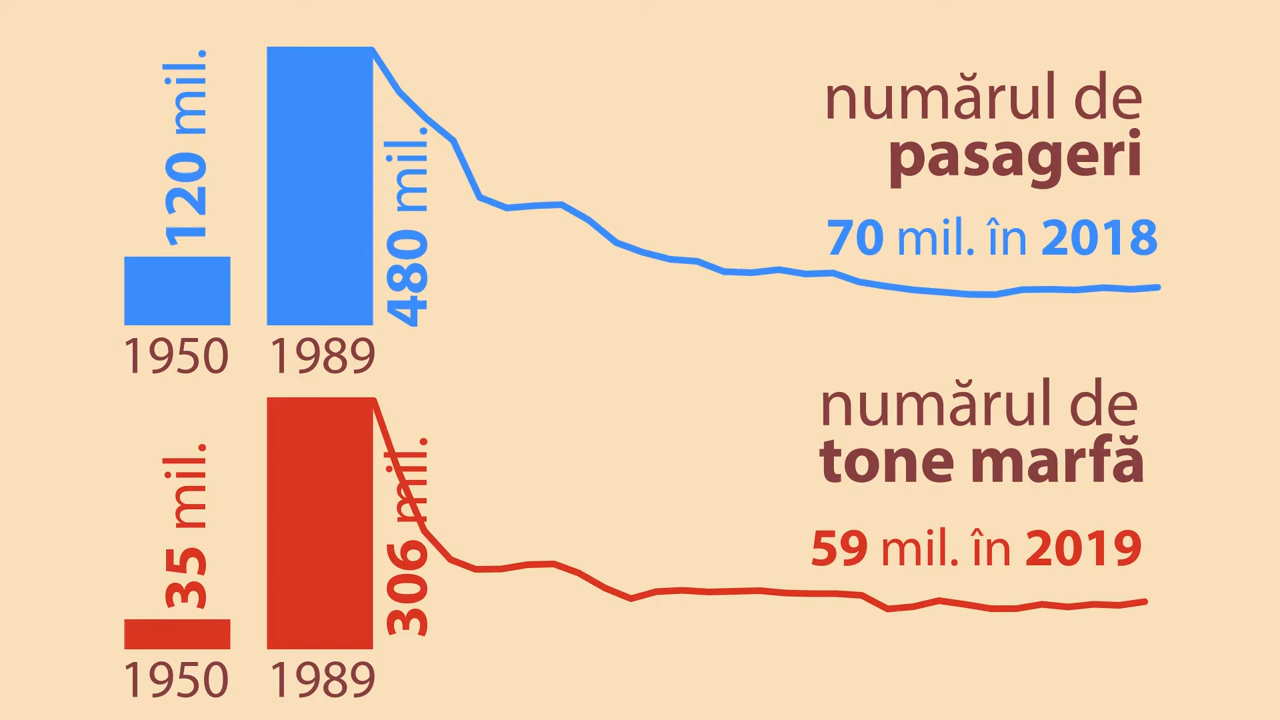 120 mil.
1950
480 mil.
1989
numărul de
pasageri
70 mil. în 2018
35 mil.
1950
306 mil.
1989
numărul de
tone marfă
59 mil. în 2019